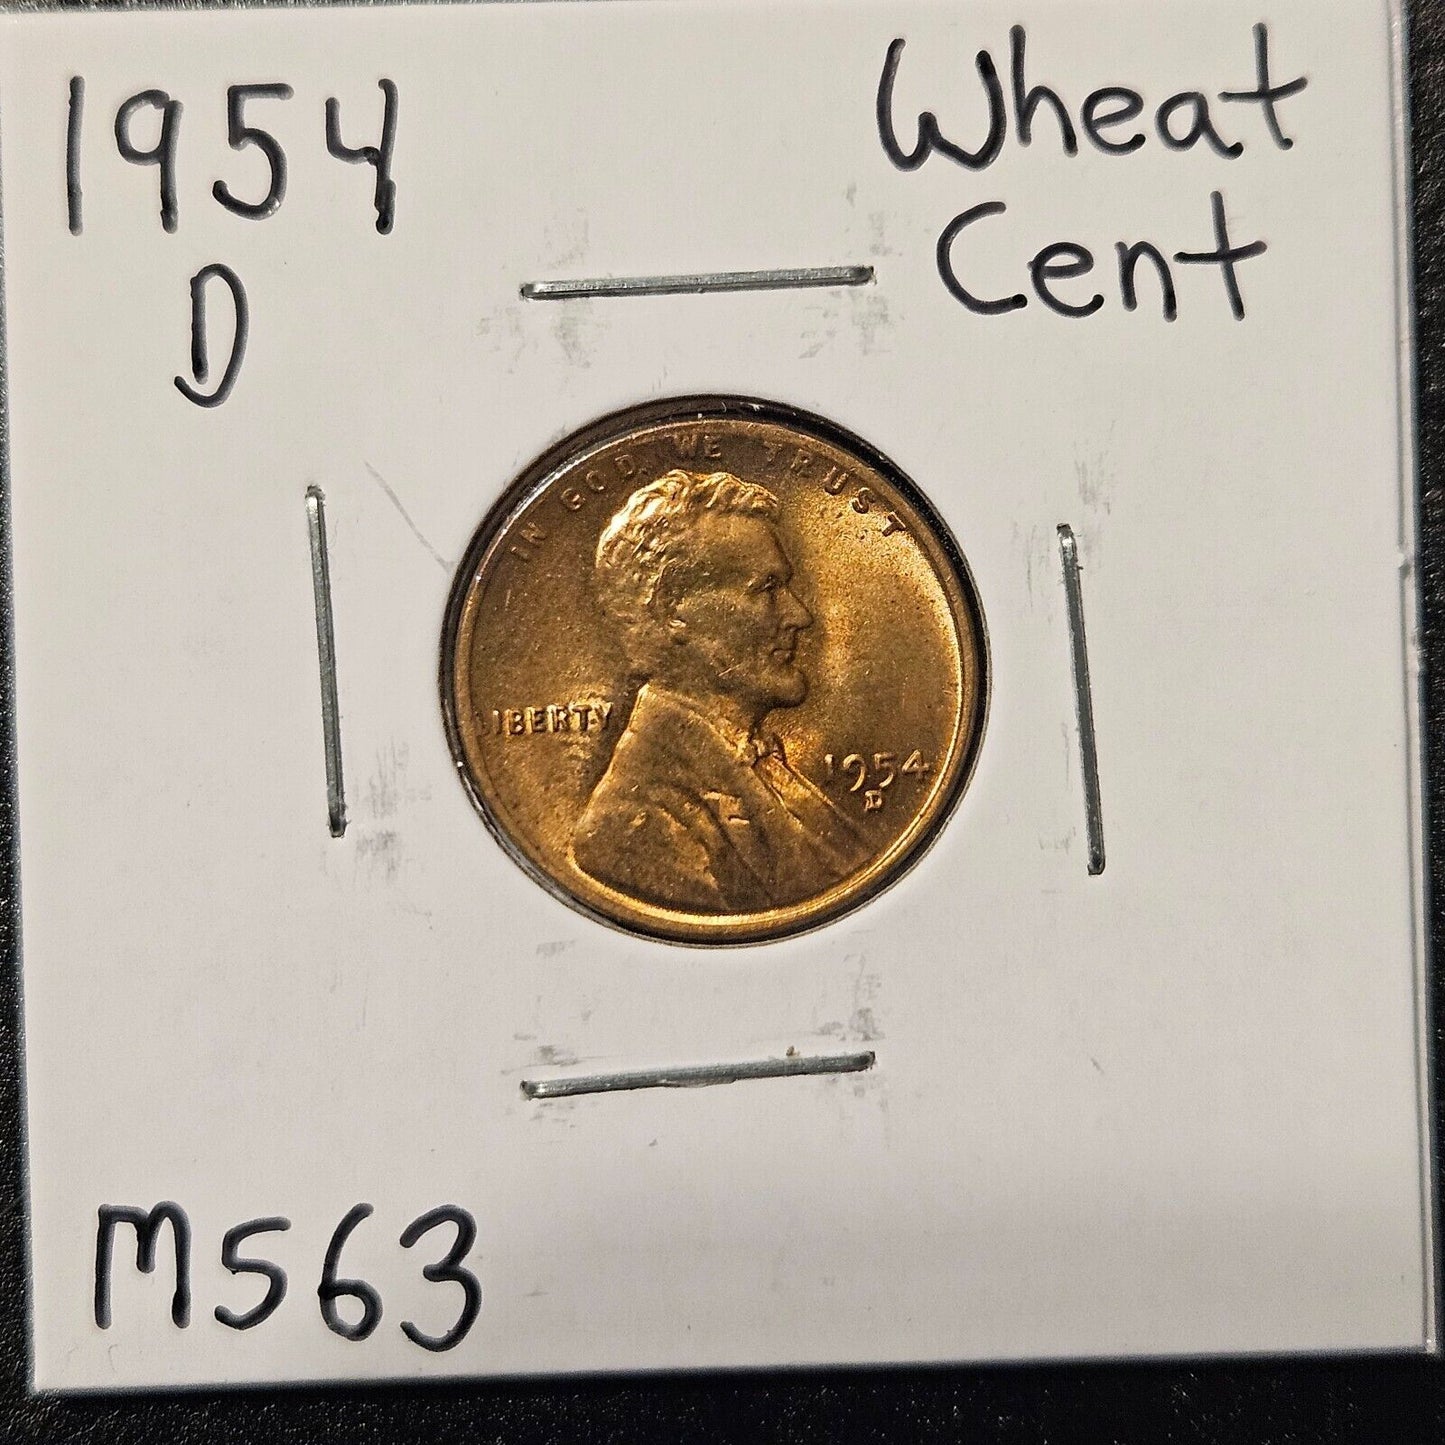 1954
D
Wheat
Cent
IN GOD WE TRUST
LIBERTY
1954
D
MS63